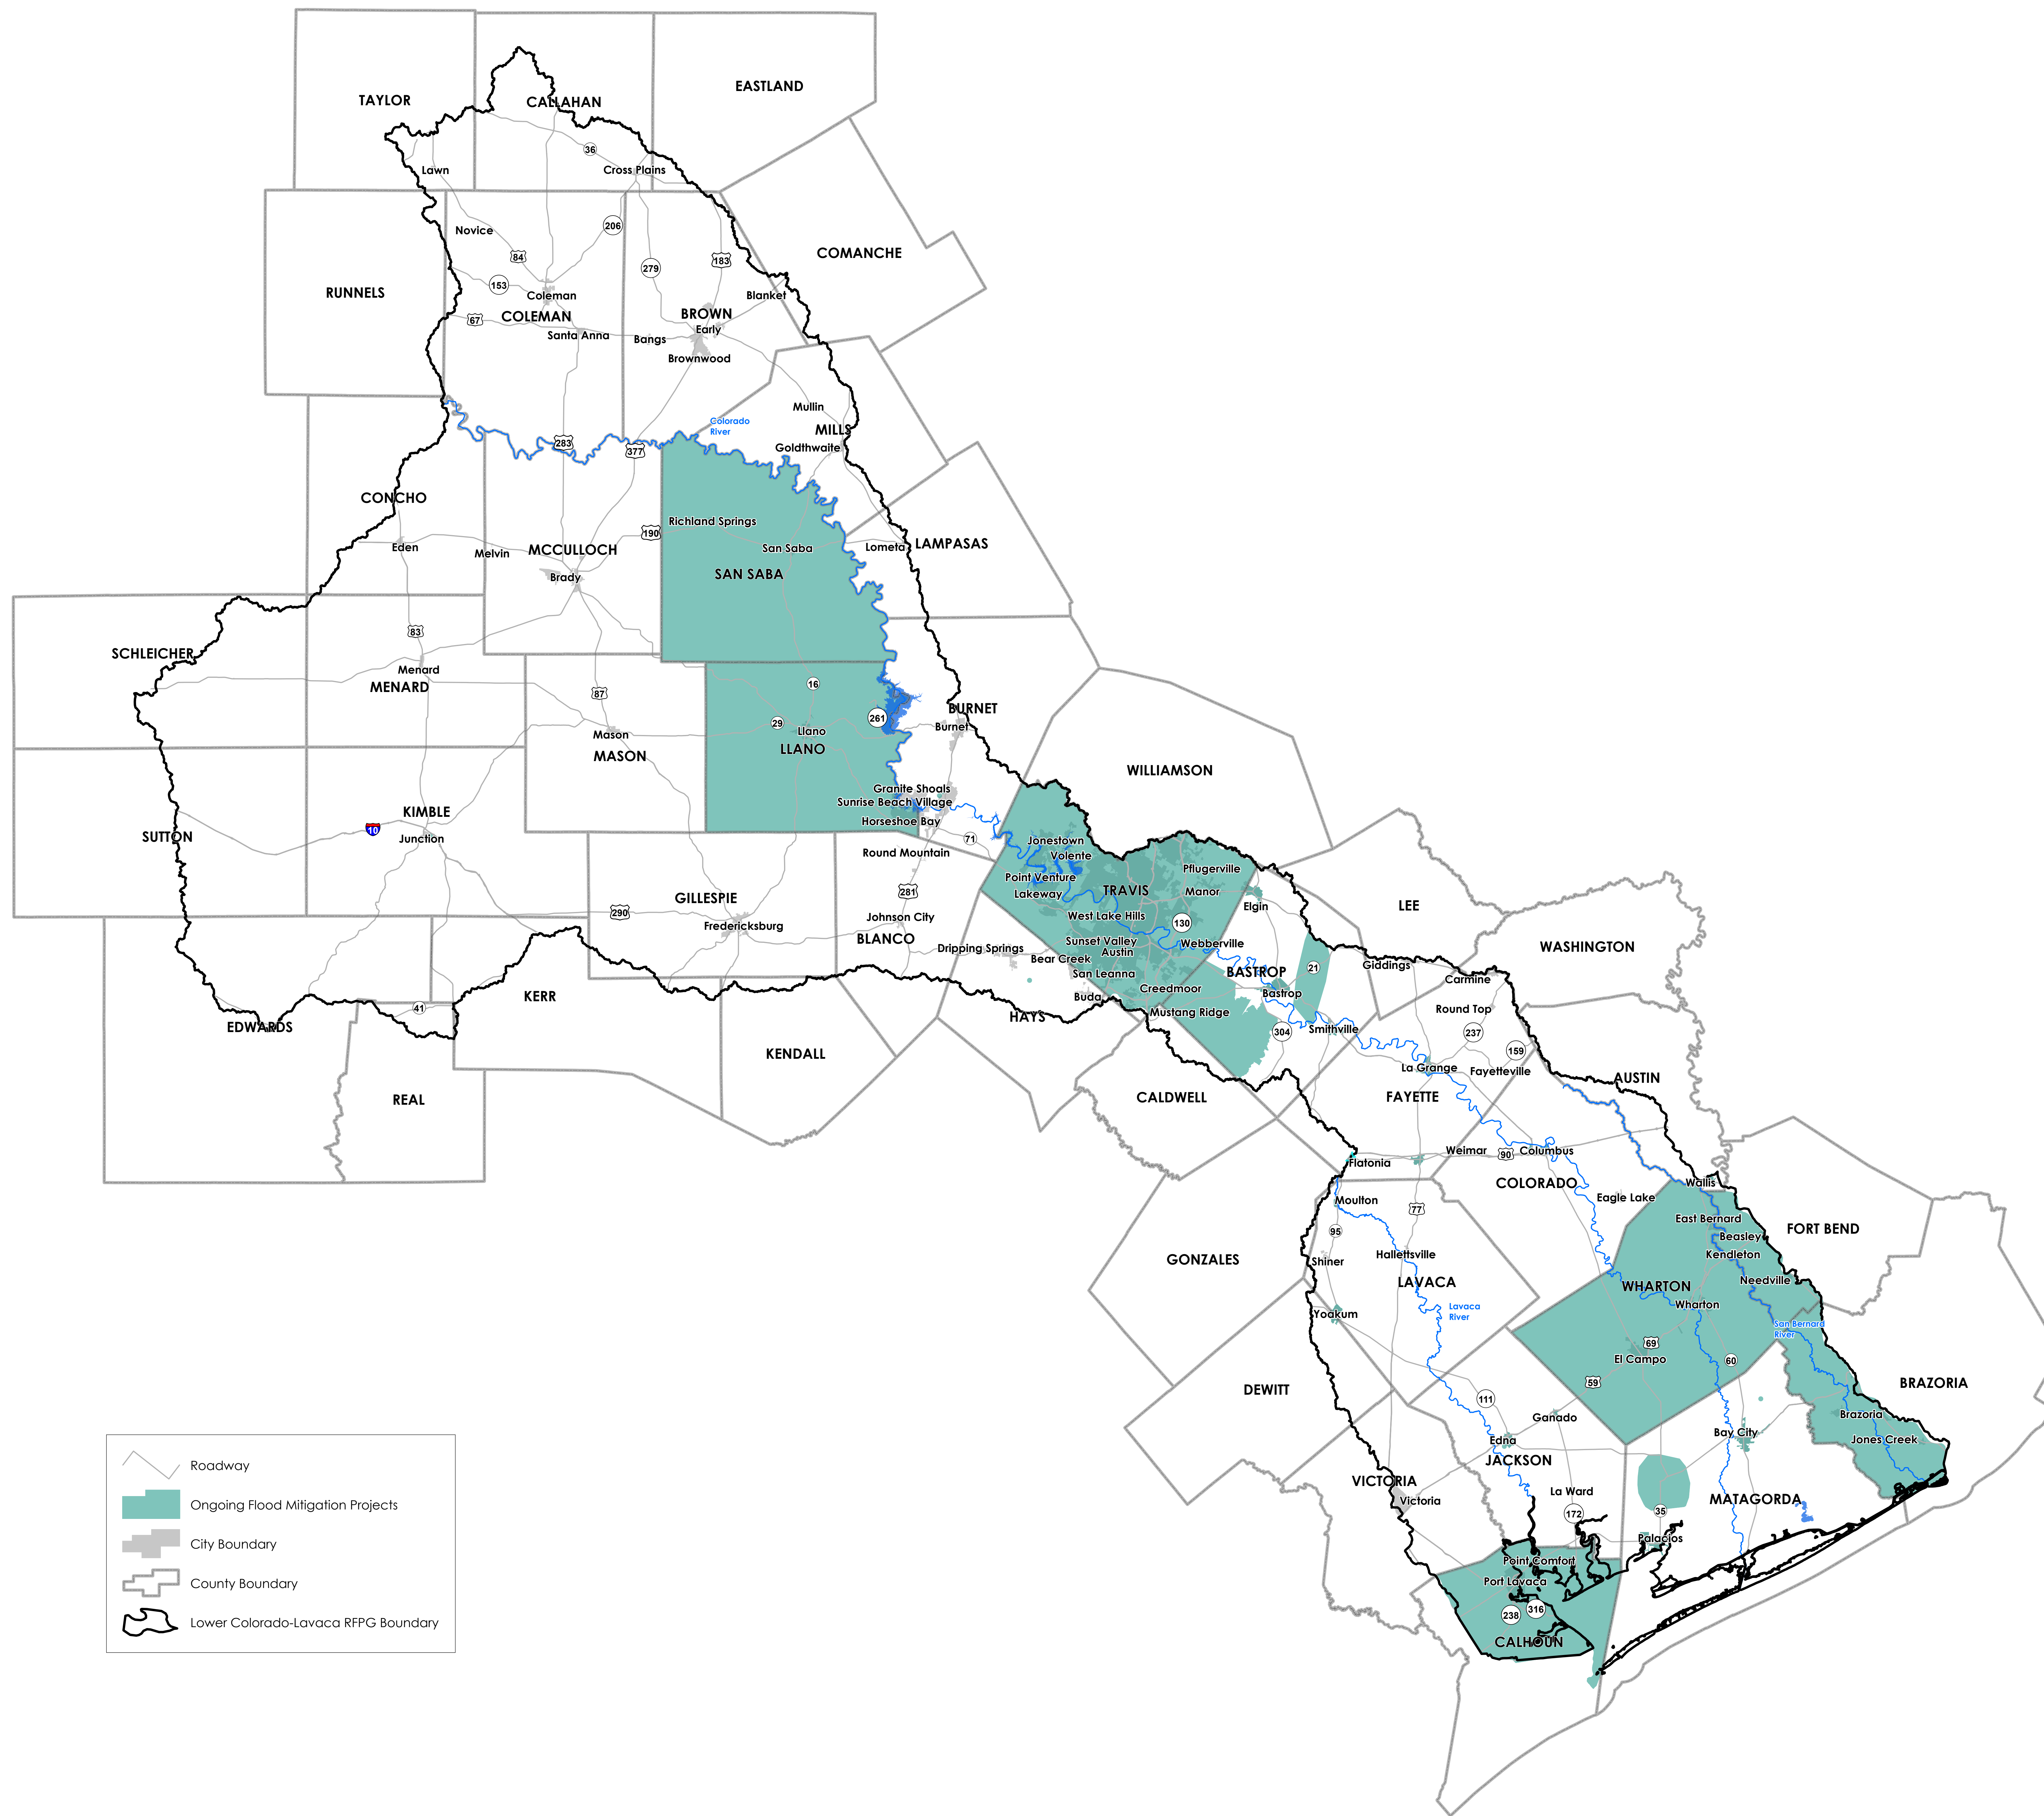 EASTLAND
TAYLOR
CALLAHAN
36
Lawn
Cross Plains
206
Novice
COMANCHE
84
183
279
153
RUNNELS
Coleman
Blanket
BROWN
COLEMAN
67
Early
Santa Anna
Bangs
Brownwood
Mullin
Colorado
River
MILLS
283
Goldthwaite
377
CONCHO
Richland Springs
190
LAMPASAS
Eden
San Saba
Lometa
MCCULLOCH
Melvin
SAN SABA
Brady
83
SCHLEICHER
Menard
MENARD
16
87
BURNET
261
29
Burnet
Llano
Mason
LLANO
MASON
WILLIAMSON
Granite Shoals
Sunrise Beach Village
KIMBLE
Horseshoe Bay
10
SUTTON
Junction
71
Jonestown
Round Mountain
Volente
Pflugerville
Point Venture
TRAVIS
281
Manor
Lakeway
GILLESPIE
LEE
Elgin
290
Johnson City
West Lake Hills
130
Fredericksburg
BLANCO
Sunset Valley
Webberville
WASHINGTON
Dripping Springs
Austin
Bear Creek
Giddings
21
San Leanna
BASTROP
Carmine
Creedmoor
Bastrop
KERR
Buda
41
Round Top
Mustang Ridge
HAYS
EDWARDS
Smithville
304
237
KENDALL
159
La Grange
Fayetteville
AUSTIN
REAL
CALDWELL
FAYETTE
Weimar
90
Columbus
Flatonia
COLORADO
Wallis
Moulton
Eagle Lake
77
East Bernard
FORT BEND
95
Beasley
Hallettsville
Kendleton
GONZALES
Shiner
LAVACA
Needville
WHARTON
Wharton
Lavaca
River
Yoakum
San Bernard
River
69
El Campo
60
59
BRAZORIA
DEWITT
111
Brazoria
Ganado
Bay City
Edna
Jones Creek
JACKSON
VICTORIA
La Ward
MATAGORDA
Victoria
172
35
Palacios
Point Comfort
Port Lavaca
316
238
CALHOUN
Roadway
Ongoing Flood Mitigation Projects
City Boundary
County Boundary
Lower Colorado-Lavaca RFPG Boundary